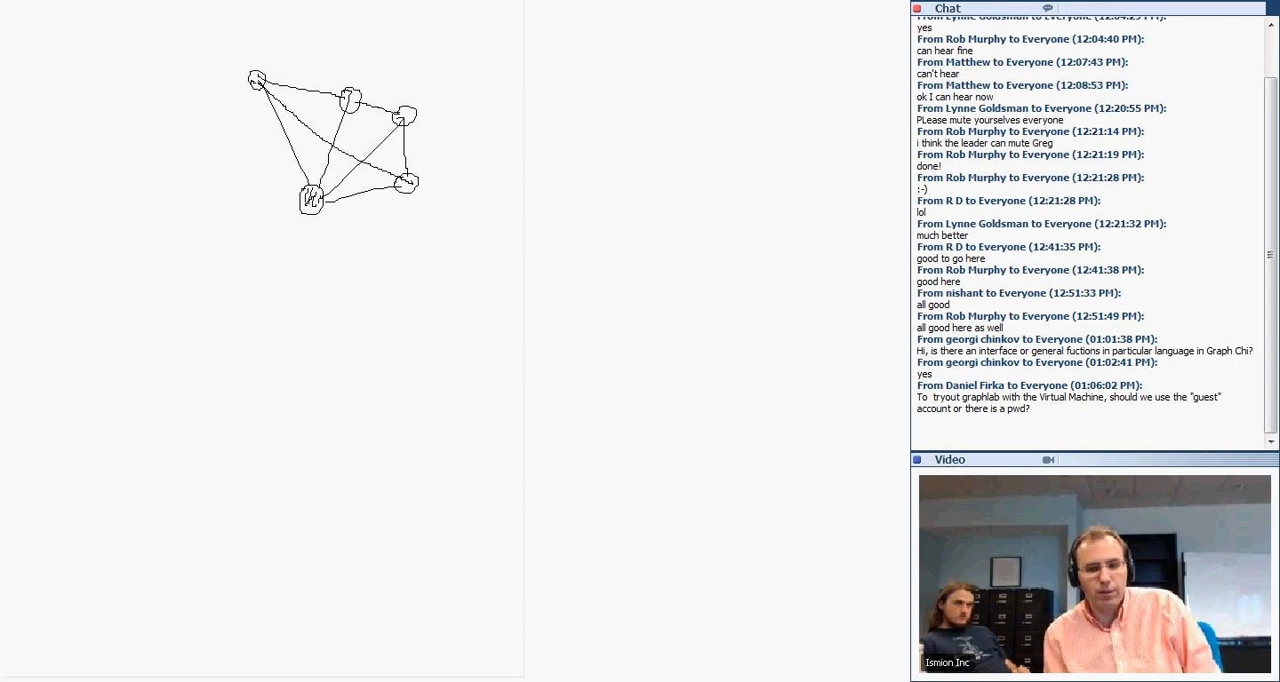 Chat
From Lynne Goldsman to Everyone (12:04:29 PM):
yes
From Rob Murphy to Everyone (12:04:40 PM):
can hear fine
From Matthew to Everyone (12:07:43 PM):
can't hear
From Matthew to Everyone (12:08:53 PM):
ok I can hear now
From Lynne Goldsman to Everyone (12:20:55 PM):
PLease mute yourselves everyone
From Rob Murphy to Everyone (12:21:14 PM):
i think the leader can mute Greg
From Rob Murphy to Everyone (12:21:19 PM):
done!
From Rob Murphy to Everyone (12:21:28 PM):
:-)
From R D to Everyone (12:21:28 PM):
lol
From Lynne Goldsman to Everyone (12:21:32 PM):
much better
From R D to Everyone (12:41:35 PM):
good to go here
From Rob Murphy to Everyone (12:41:38 PM):
good here
From nishant to Everyone (12:51:33 PM):
all good
From Rob Murphy to Everyone (12:51:49 PM):
all good here as well
From georgi chinkov to Everyone (01:01:38 PM):
Hi, is there an interface or general fuctions in particular language in Graph Chi?
From georgi chinkov to Everyone (01:02:41 PM):
yes
From Daniel Firka to Everyone (01:06:02 PM):
To tryout graphlab with the Virtual Machine, should we use the "guest"
account or there is a pwd?
Video
Ismion Inc